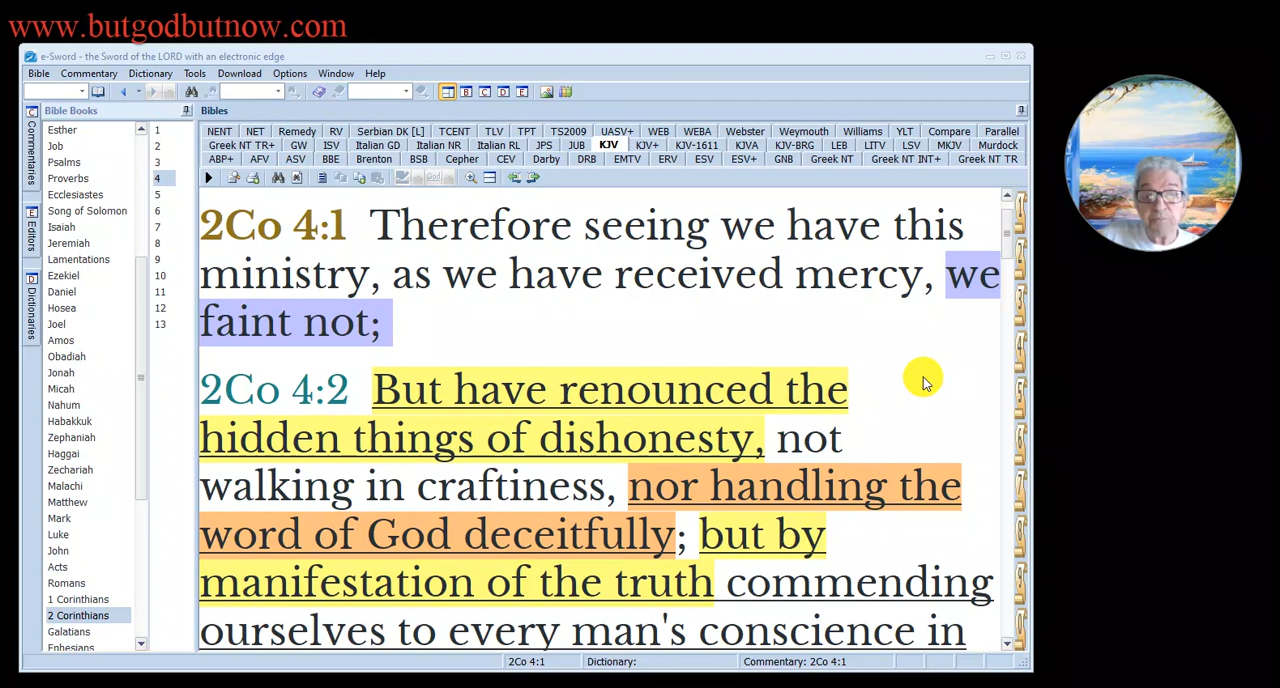 www.butgodbutnow.com
e-Sword - the Sword of the LORD with an electronic edge
Bible Commentary Dictionary Tools Download Options Window Help
B C D E
Bible Books
Bibles
Commentaries
Editors
Dictionaries
Esther
Job
Psalms
Proverbs
Ecclesiastes
Song of Solomon
Isaiah
Jeremiah
Lamentations
Ezekiel
Daniel
Hosea
Joel
Amos
Obadiah
Jonah
Micah
Nahum
Habakkuk
Zephaniah
Haggai
Zechariah
Malachi
Matthew
Mark
Luke
John
Acts
Romans
1 Corinthians
2 Corinthians
Galatians
Ephesians
1
2
3
4
5
6
7
8
9
10
11
12
13
NENT NET Remedy RV Serbian DK [L] TCENT TLV TPT TS2009 UASV+ WEB WEBA Webster Weymouth Williams YLT Compare Parallel
Greek NT TR+ GW ISV Italian GD Italian NR Italian RL JPS JUB KJV KJV+ KJV-1611 KJVA KJV-BRG LEB LITV LSV MKJV Murdock
ABP+ AFV ASV BBE Brenton BSB Cepher CEV Darby DRB EMTV ERV ESV ESV+ GNB Greek NT Greek NT INT+ Greek NT TR
2Co 4:1 Therefore seeing we have this
ministry, as we have received mercy, we
faint not;
2Co 4:2 But have renounced the
hidden things of dishonesty, not
walking in craftiness, nor handling the
word of God deceitfully; but by
manifestation of the truth commending
ourselves to every man's conscience in
2Co 4:1 Dictionary: Commentary: 2Co 4:1